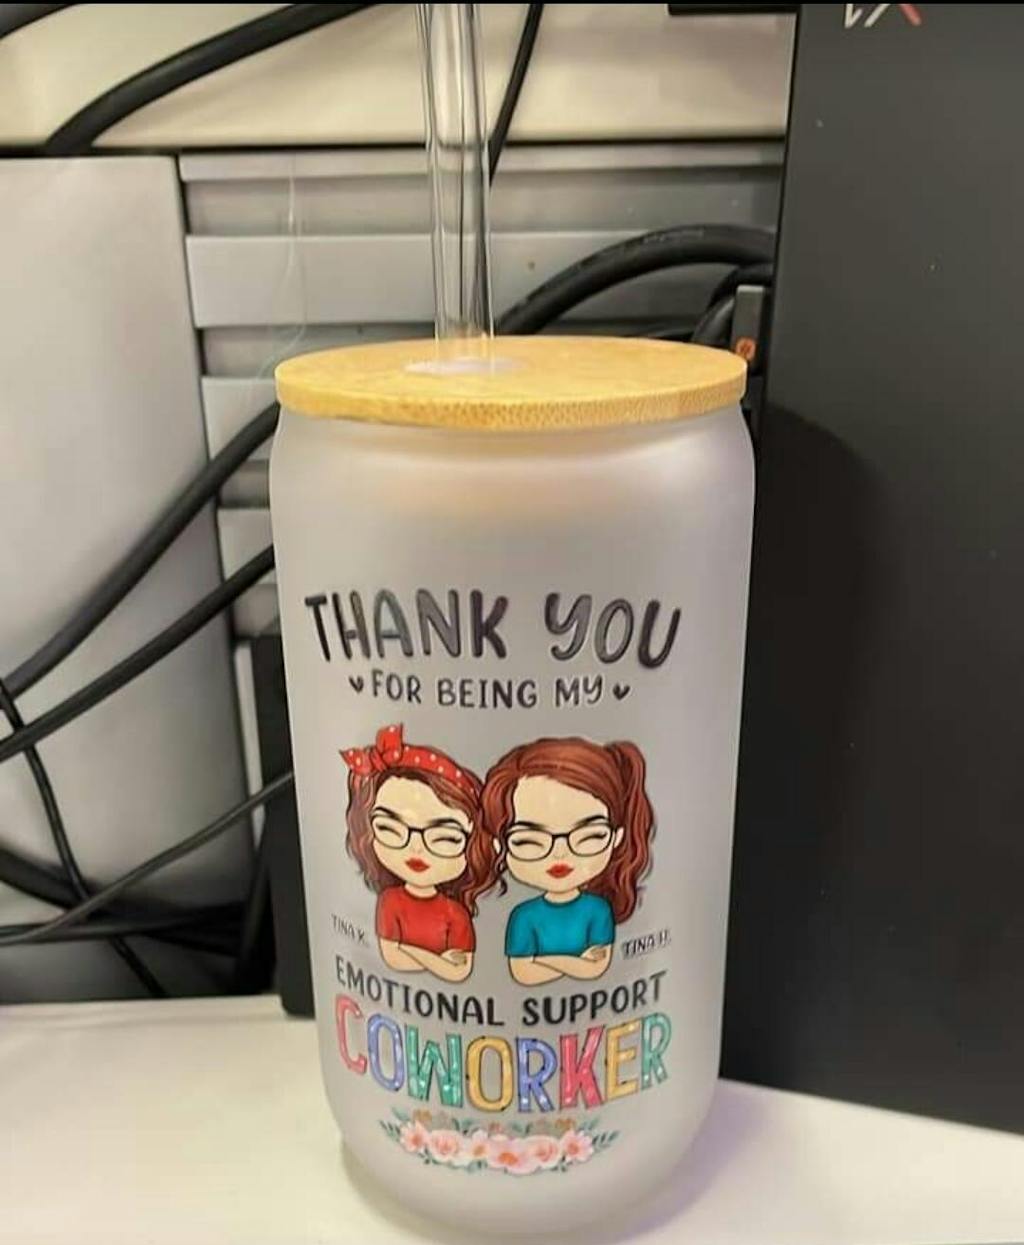 THANK YOU
FOR BEING MY
TINA K.
TINA H.
EMOTIONAL SUPPORT
COWORKER